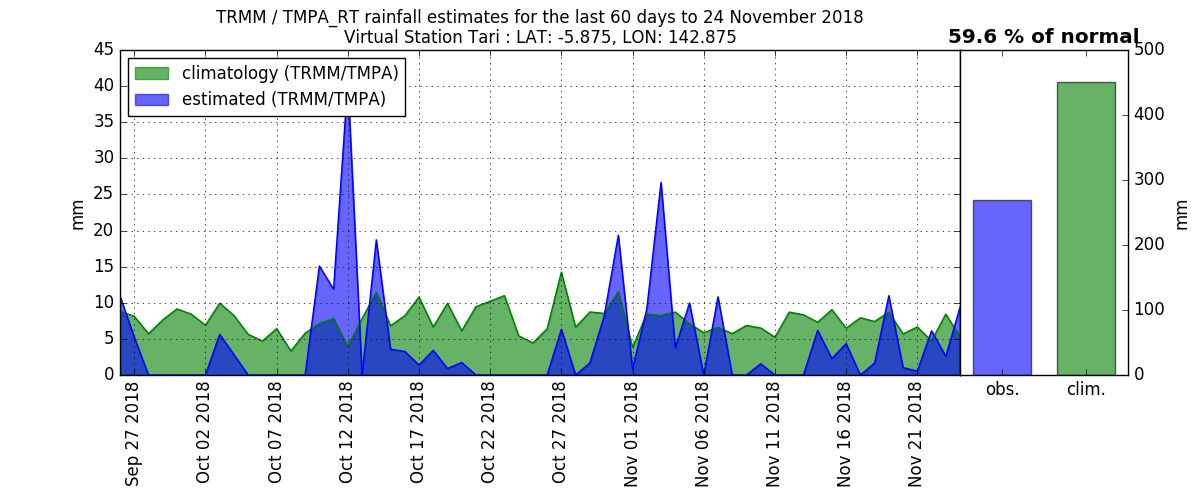 TRMM / TMPA_RT rainfall estimates for the last 60 days to 24 November 2018
Virtual Station Tari : LAT: -5.875, LON: 142.875
59.6 % of normal
climatology (TRMM/TMPA)
estimated (TRMM/TMPA)
45
40
35
30
25
20
15
10
5
0
mm
Sep 27 2018
Oct 02 2018
Oct 07 2018
Oct 12 2018
Oct 17 2018
Oct 22 2018
Oct 27 2018
Nov 01 2018
Nov 06 2018
Nov 11 2018
Nov 16 2018
Nov 21 2018
500
400
300
200
100
0
mm
obs.
clim.